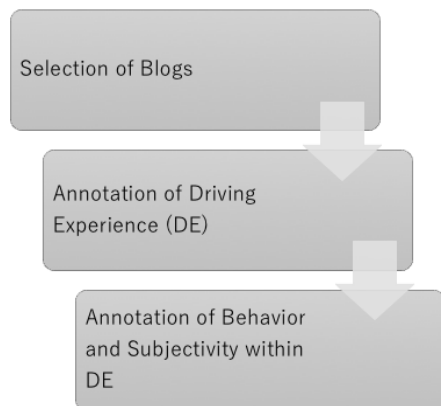 Selection of Blogs
Annotation of Driving
Experience (DE)
Annotation of Behavior
and Subjectivity within
DE